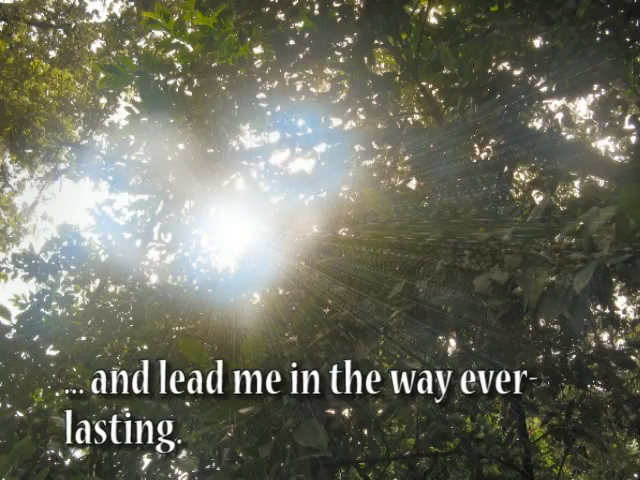 ... and lead me in the way ever-
lasting.